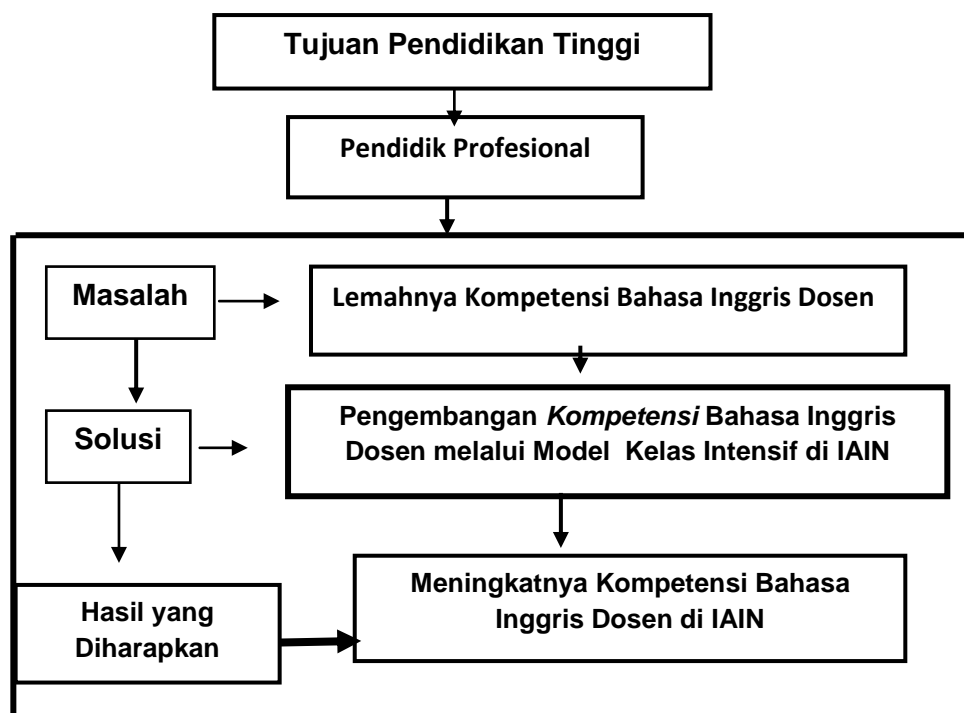 Tujuan Pendidikan Tinggi
Pendidik Profesional
Masalah
Lemahnya Kompetensi Bahasa Inggris Dosen
Solusi
Pengembangan Kompetensi Bahasa Inggris
Dosen melalui Model Kelas Intensif di IAIN
Hasil yang
Diharapkan
Meningkatnya Kompetensi Bahasa
Inggris Dosen di IAIN